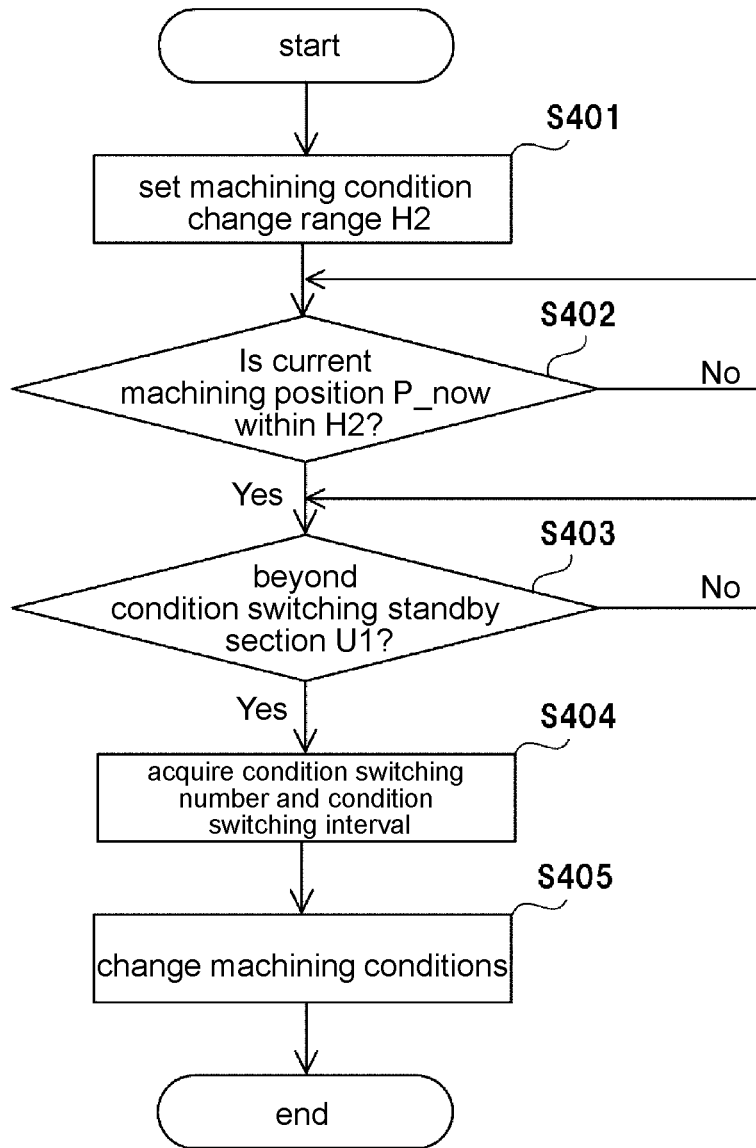 start
S401
set machining condition
change range H2
S402
Is current
machining position P_now
within H2?
No
Yes
S403
beyond
condition switching standby
section U1?
No
Yes
S404
acquire condition switching
number and condition
switching interval
S405
change machining conditions
end